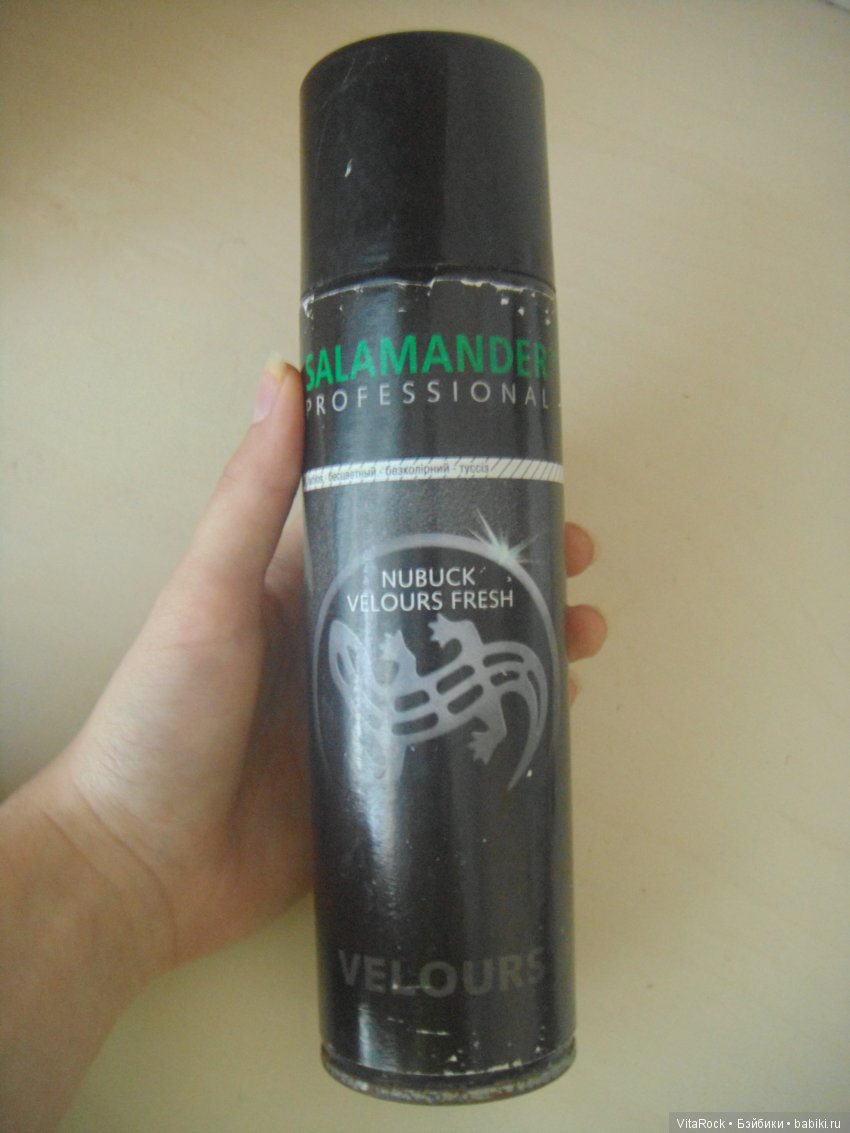 SALAMANDER
PROFESSIONAL
бесцветный - безколірний - түссіз
NUBUCK
VELOURS FRESH
VELOURS
VitaRock • Бэйбики • babiki.ru